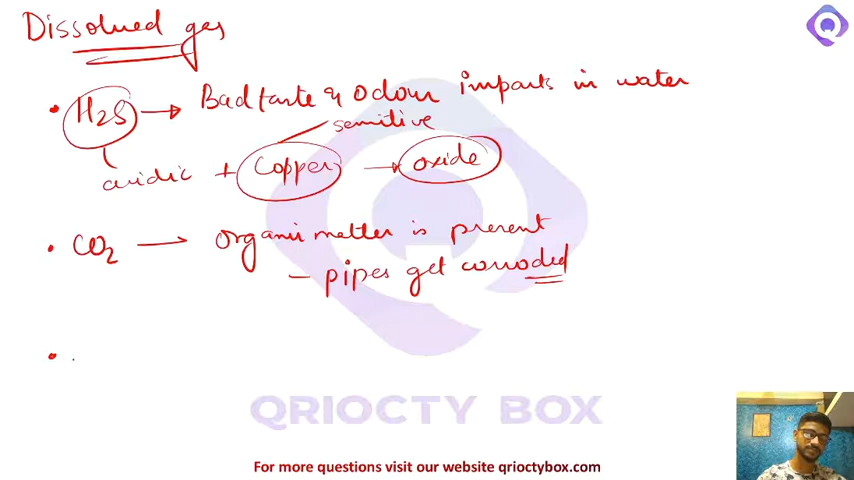 Dissolved gas
• H2S → Bad taste & Odour imparts in water
sensitive
acidic + Copper → oxide
• CO2 → Organic matter is present
– pipes get corroded
•
QRIOCTY BOX
For more questions visit our website qrioctybox.com